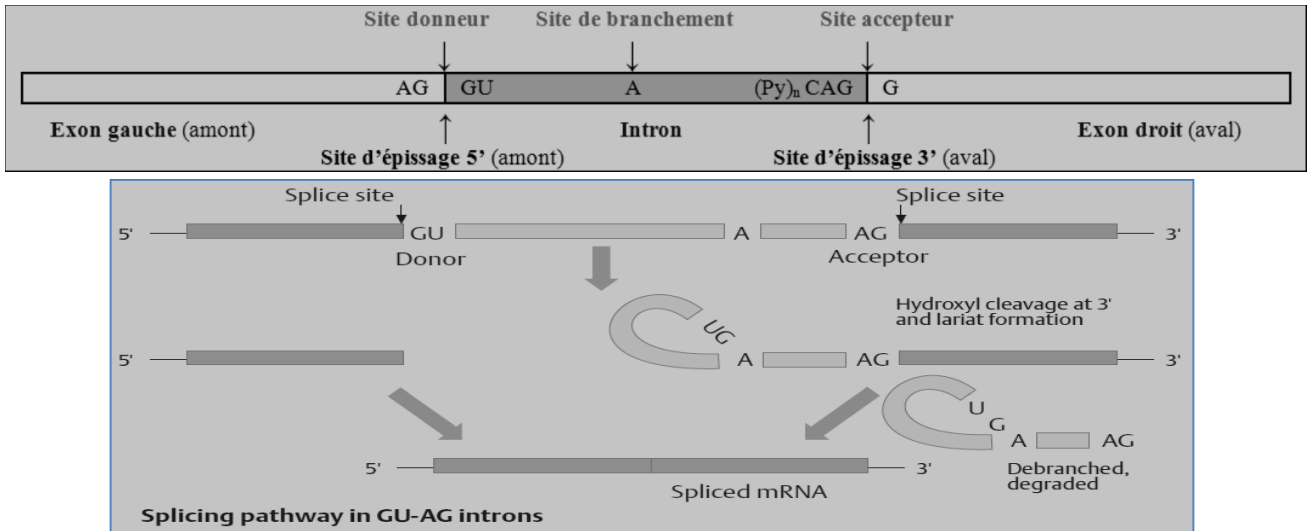 Site donneur Site de branchement Site accepteur
AG GU A (Py)n CAG G
Exon gauche (amont) Intron Exon droit (aval)
Site d'épissage 5' (amont) Site d'épissage 3' (aval)
Splice site Splice site
5' GU A AG 3'
Donor Acceptor
Hydroxyl cleavage at 3'
and lariat formation
UG
5' A AG 3'
U
G
A AG
5' 3'
Debranched,
degraded
Spliced mRNA
Splicing pathway in GU-AG introns